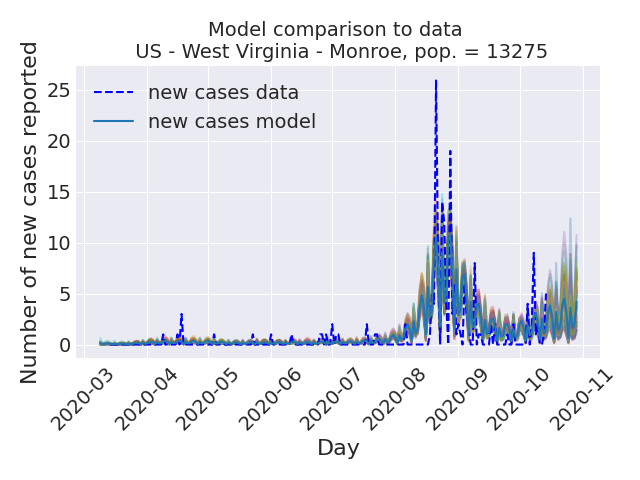 Model comparison to data
US - West Virginia - Monroe, pop. = 13275
Number of new cases reported
25
20
15
10
5
0
new cases data
new cases model
2020-03
2020-04
2020-05
2020-06
2020-07
2020-08
2020-09
2020-10
2020-11
Day